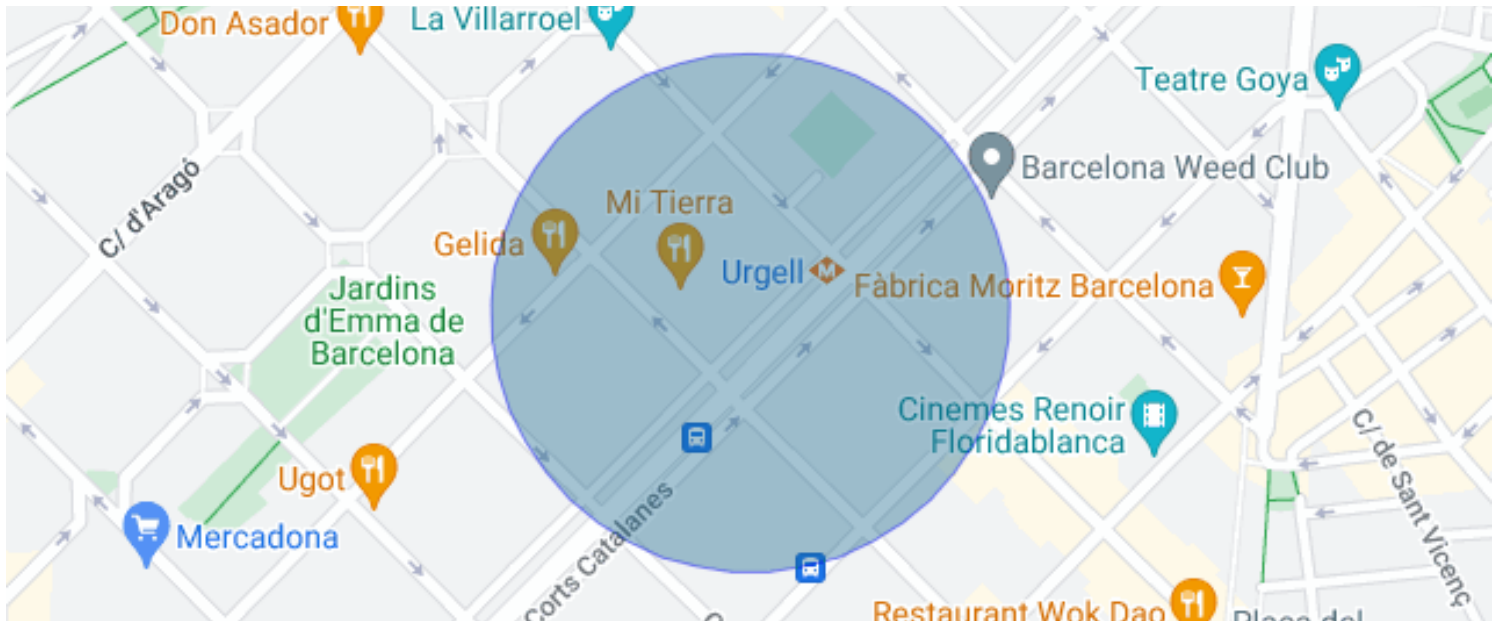 Don Asador
La Villarroel
Teatre Goya
Barcelona Weed Club
C/ d'Aragó
Mi Tierra
Gelida
Urgell
Fàbrica Moritz Barcelona
Jardins
d'Emma de
Barcelona
Cinemes Renoir
Floridablanca
C/ de Sant Vicenç
Ugot
Mercadona
Corts Catalanes
Restaurant Wok Dao